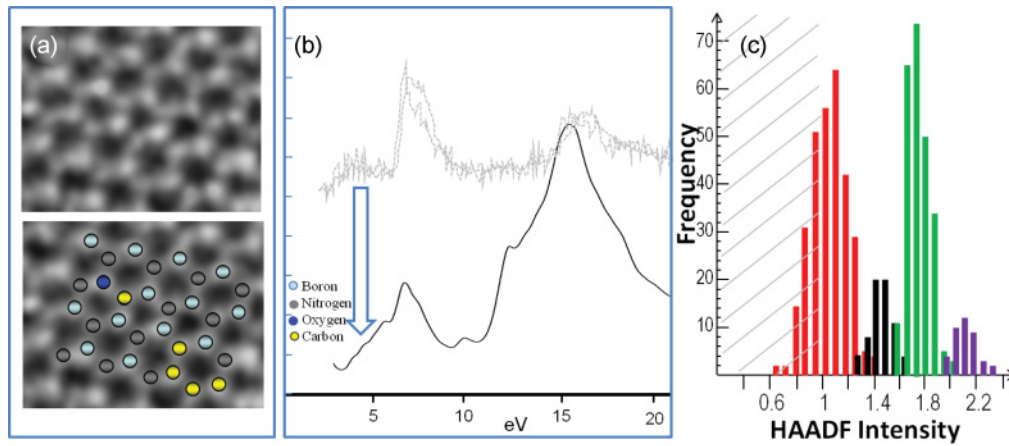 (a)
(b)
Boron
Nitrogen
Oxygen
Carbon
5
10
15
20
eV
(c)
Frequency
70
60
50
40
30
20
10
0.6
1
1.4
1.8
2.2
HAADF Intensity